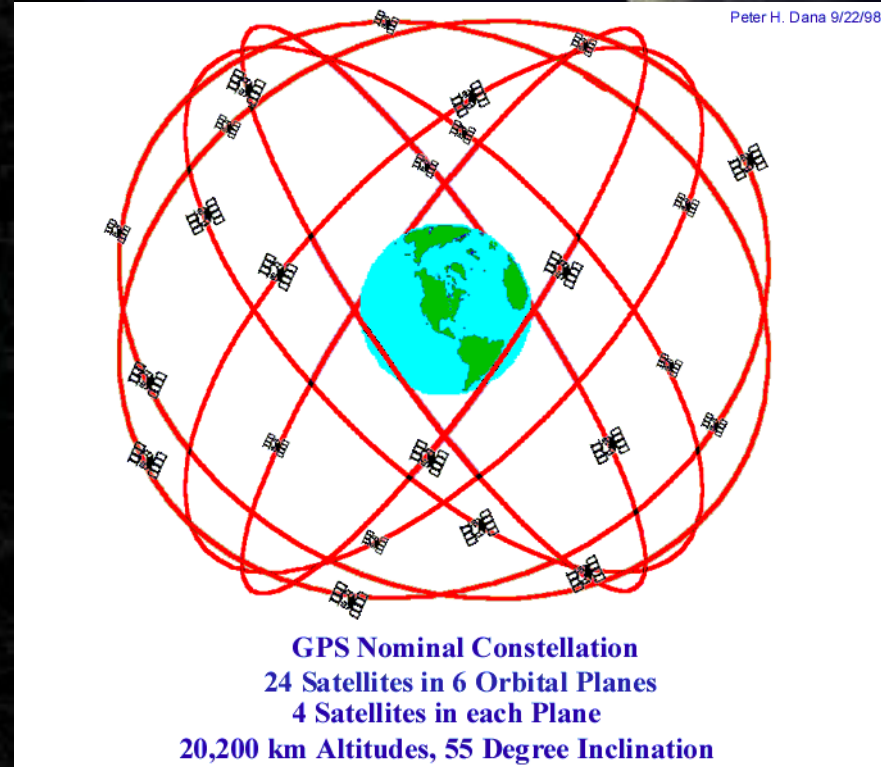 Peter H. Dana 9/22/98
GPS Nominal Constellation
24 Satellites in 6 Orbital Planes
4 Satellites in each Plane
20,200 km Altitudes, 55 Degree Inclination